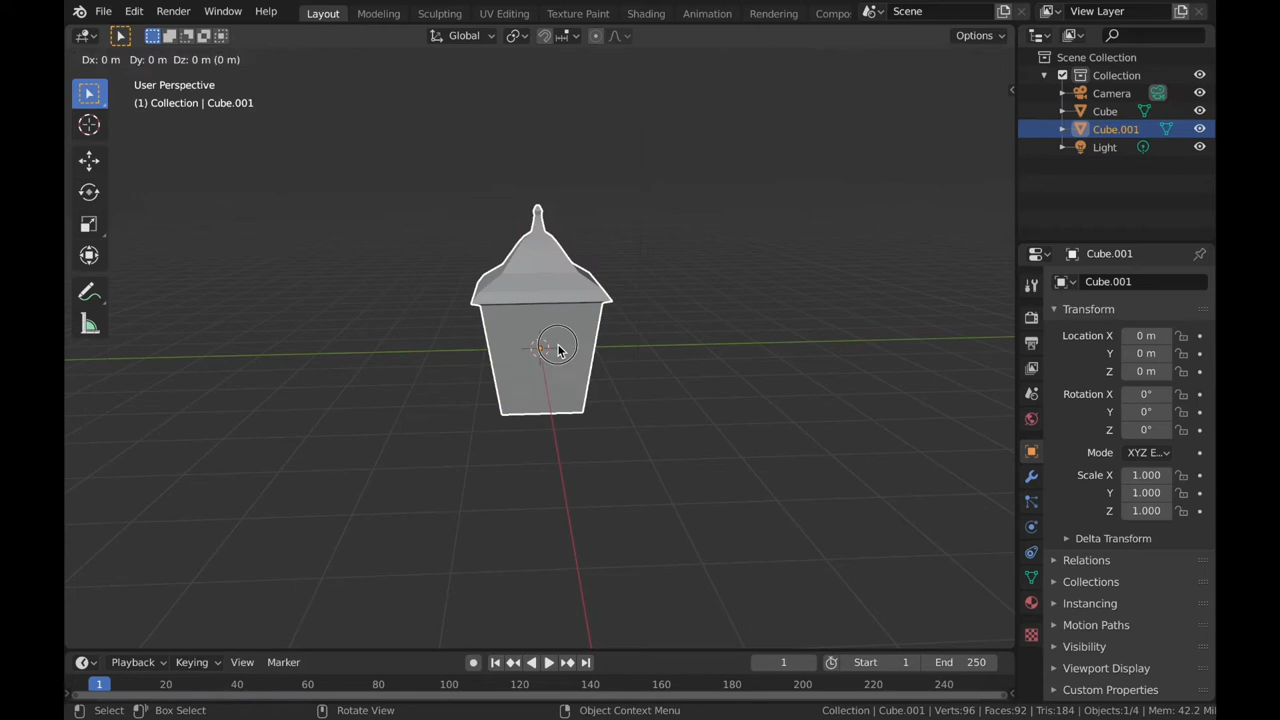 File Edit Render Window Help Layout Modeling Sculpting UV Editing Texture Paint Shading Animation Rendering Compo Scene View Layer
Global Options
Dx: 0 m Dy: 0 m Dz: 0 m (0 m)
User Perspective
(1) Collection | Cube.001
Scene Collection
Collection
Camera
Cube
Cube.001
Light
Cube.001
Cube.001
Transform
Location X 0 m
Y 0 m
Z 0 m
Rotation X 0°
Y 0°
Z 0°
Mode XYZ E...
Scale X 1.000
Y 1.000
Z 1.000
Delta Transform
Relations
Collections
Instancing
Motion Paths
Visibility
Viewport Display
Custom Properties
Playback Keying View Marker 1 Start 1 End 250
1 20 40 60 80 100 120 140 160 180 200 220 240
Select Box Select Rotate View Object Context Menu Collection | Cube.001 | Verts:96 | Faces:92 | Tris:184 | Objects:1/4 | Mem: 42.2 Mi